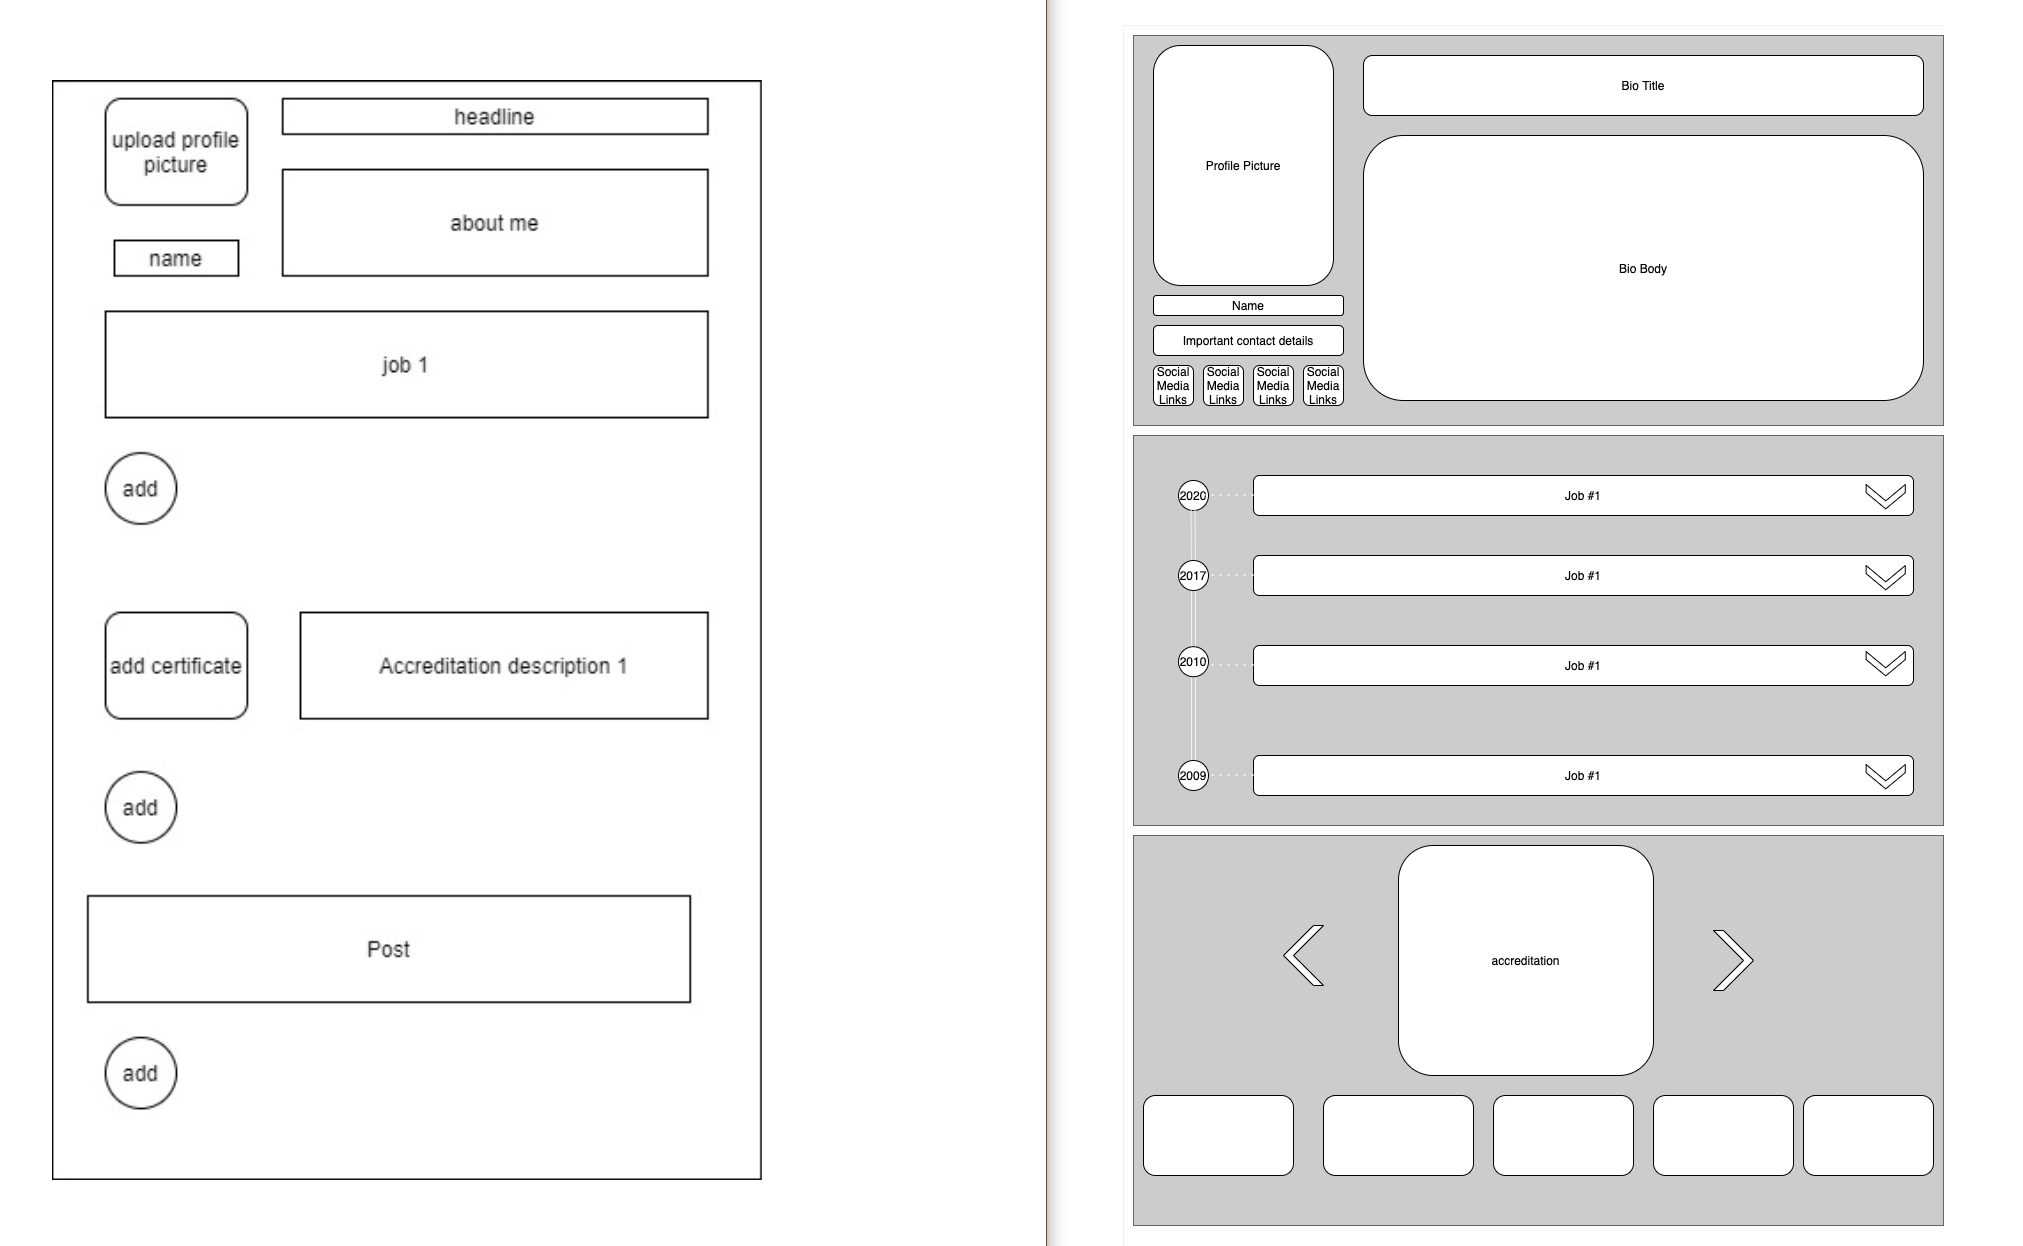 upload profile
picture
headline
about me
name
job 1
add
add certificate
Accreditation description 1
add
Post
add
Profile Picture
Bio Title
Bio Body
Name
Important contact details
Social
Media
Links
Social
Media
Links
Social
Media
Links
Social
Media
Links
2020
Job #1
2017
Job #1
2010
Job #1
2009
Job #1
accreditation